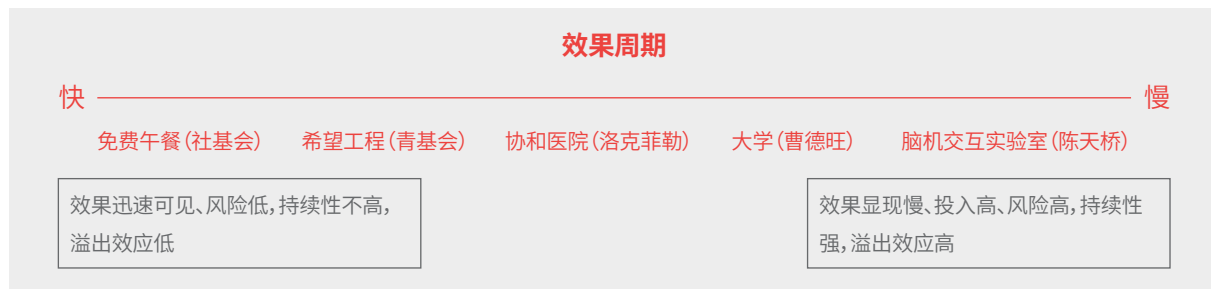 效果周期
快 慢
免费午餐(社基会) 希望工程(青基会) 协和医院(洛克菲勒) 大学(曹德旺) 脑机交互实验室(陈天桥)
效果迅速可见、风险低,持续性不高,
溢出效应低
效果显现慢、投入高、风险高,持续性
强,溢出效应高